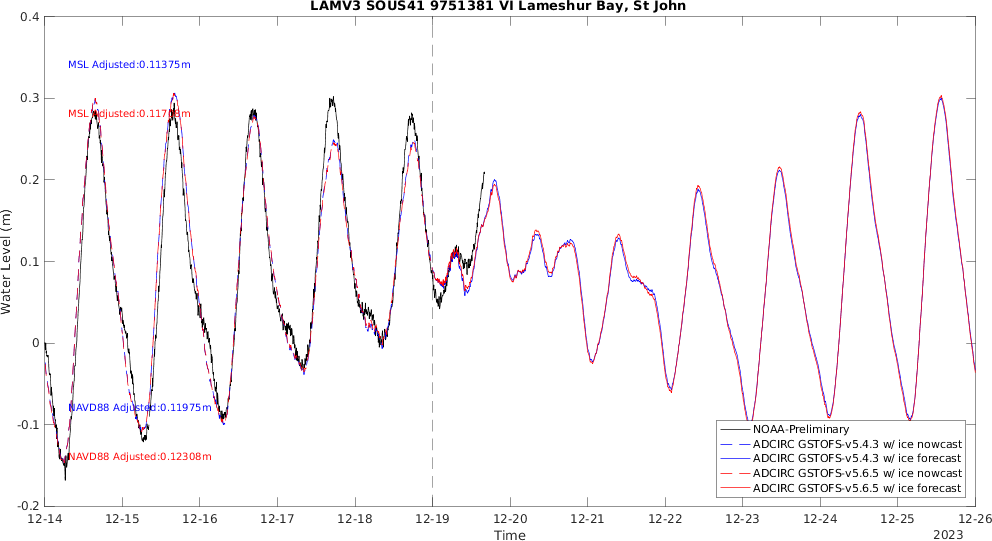 LAMV3 SOUS41 9751381 VI Lameshur Bay, St John
Water Level (m)
0.4
0.3
0.2
0.1
0
-0.1
-0.2
MSL Adjusted:0.11375m
MSL Adjusted:
NAVD88 Adjusted:0.11975m
NAVD88 Adjusted:0.12308m
NOAA-Preliminary
ADCIRC GSTOFS-v5.4.3 w/ ice nowcast
ADCIRC GSTOFS-v5.4.3 w/ ice forecast
ADCIRC GSTOFS-v5.6.5 w/ ice nowcast
ADCIRC GSTOFS-v5.6.5 w/ ice forecast
12-14 12-15 12-16 12-17 12-18 12-19 12-20 12-21 12-22 12-23 12-24 12-25 12-26
Time
2023